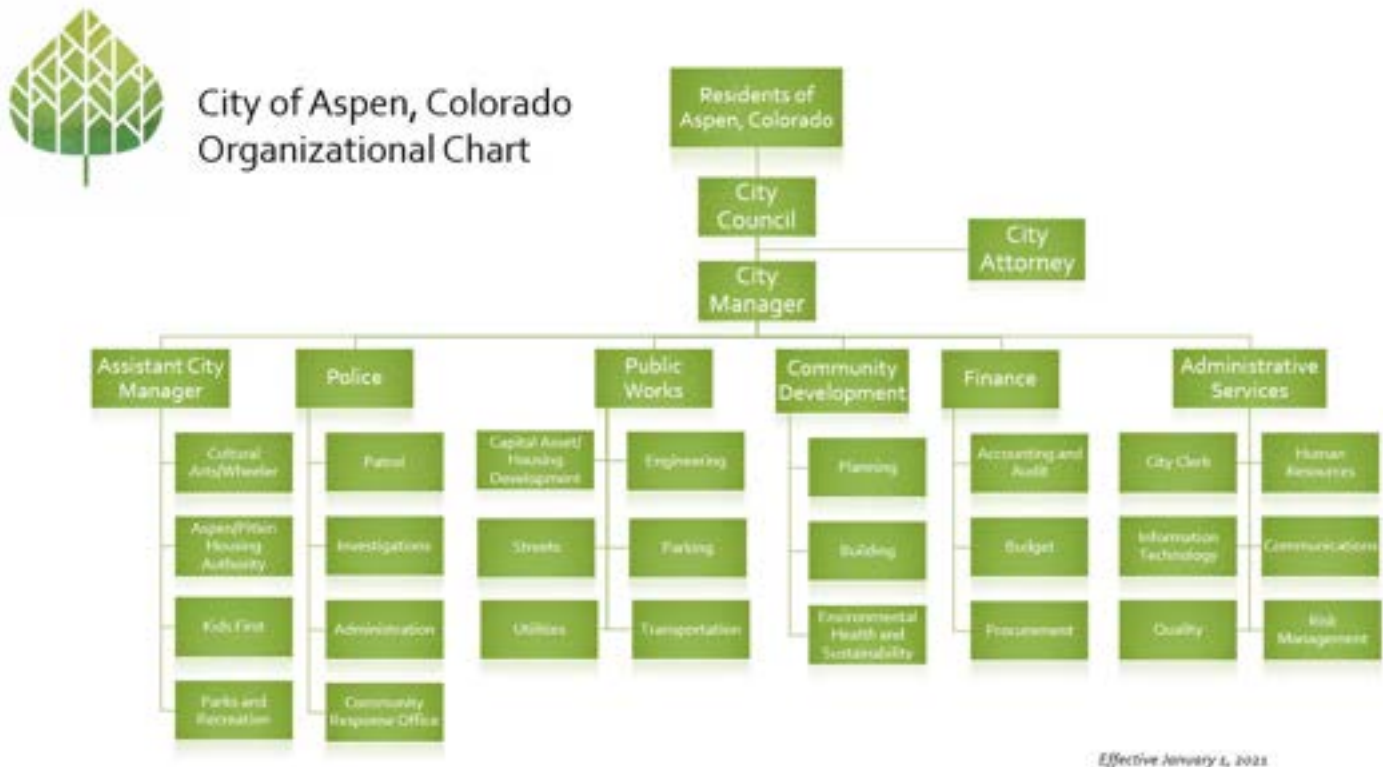 City of Aspen, Colorado
Organizational Chart
Residents of
Aspen, Colorado
City
Council
City
Attorney
City
Manager
Assistant City
Manager
Police
Public
Works
Community
Development
Finance
Administrative
Services
Cultural
Arts/Wheeler
Aspen/Pitkin
Housing
Authority
Kids First
Parks and
Recreation
Patrol
Investigations
Administration
Community
Response Office
Capital Asset/
Housing
Development
Streets
Utilities
Engineering
Parking
Transportation
Planning
Building
Environmental
Health and
Sustainability
Accounting and
Audit
Budget
Procurement
City Clerk
Information
Technology
Quality
Human
Resources
Communications
Risk
Management
Effective January 1, 2021